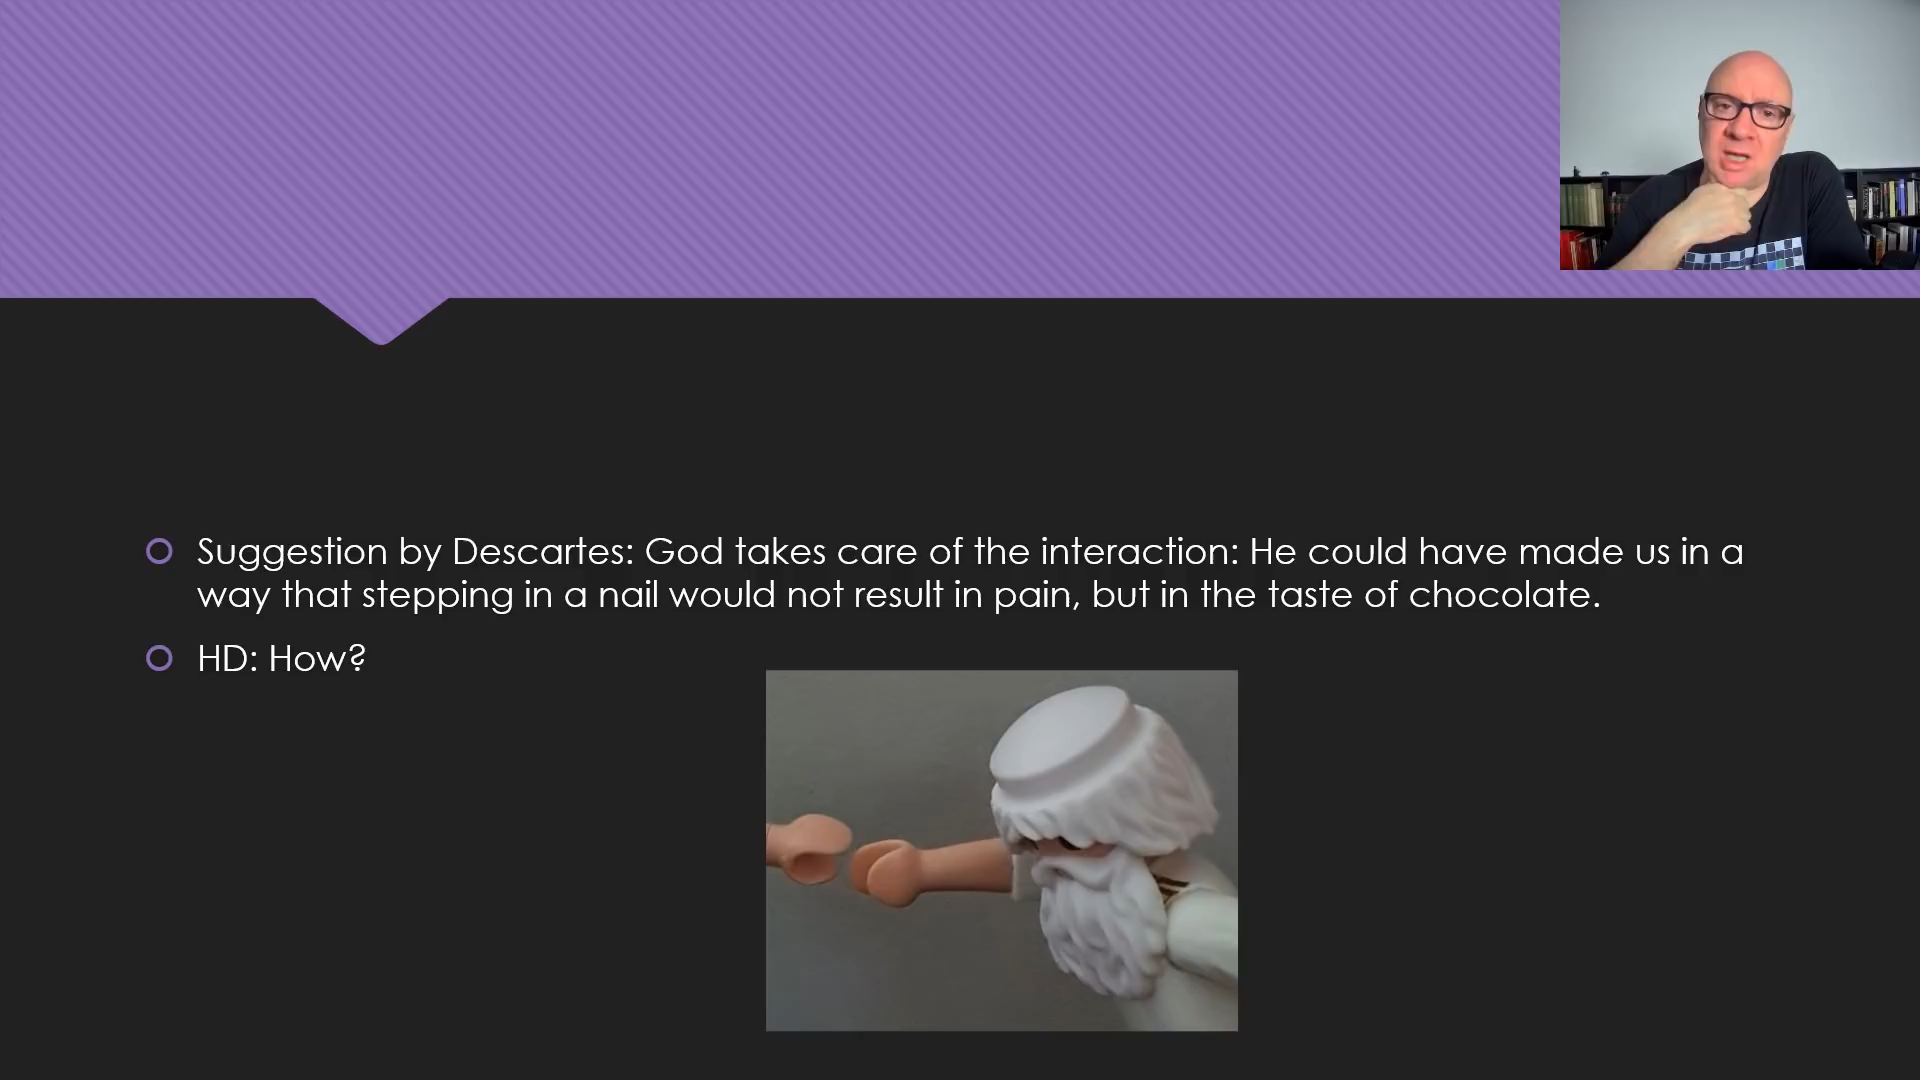 Suggestion by Descartes: God takes care of the interaction: He could have made us in a
way that stepping in a nail would not result in pain, but in the taste of chocolate.
HD: How?